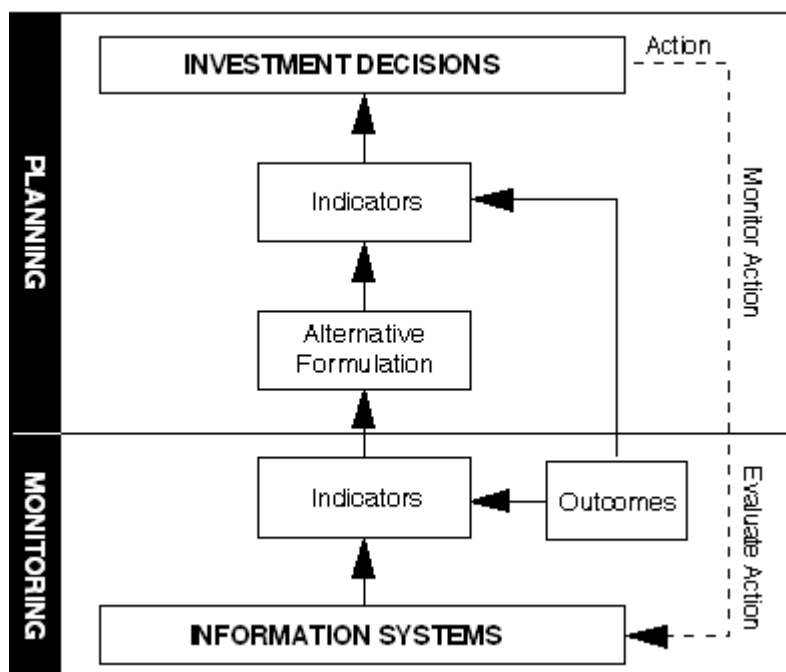 INVESTMENT DECISIONS
Action
PLANNING
Indicators
Monitor Action
Alternative
Formulation
MONITORING
Indicators
Outcomes
Evaluate Action
INFORMATION SYSTEMS